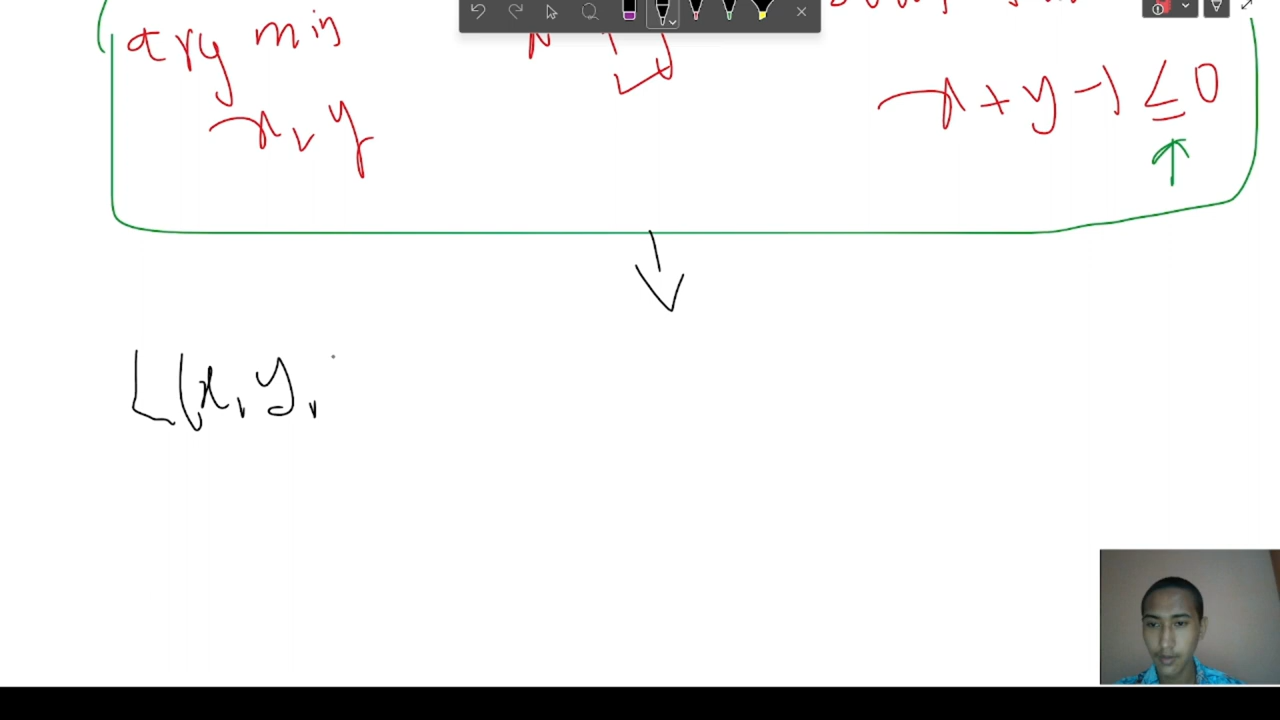 arg min
x, y
x + y - 1 ≤ 0
L(x, y,